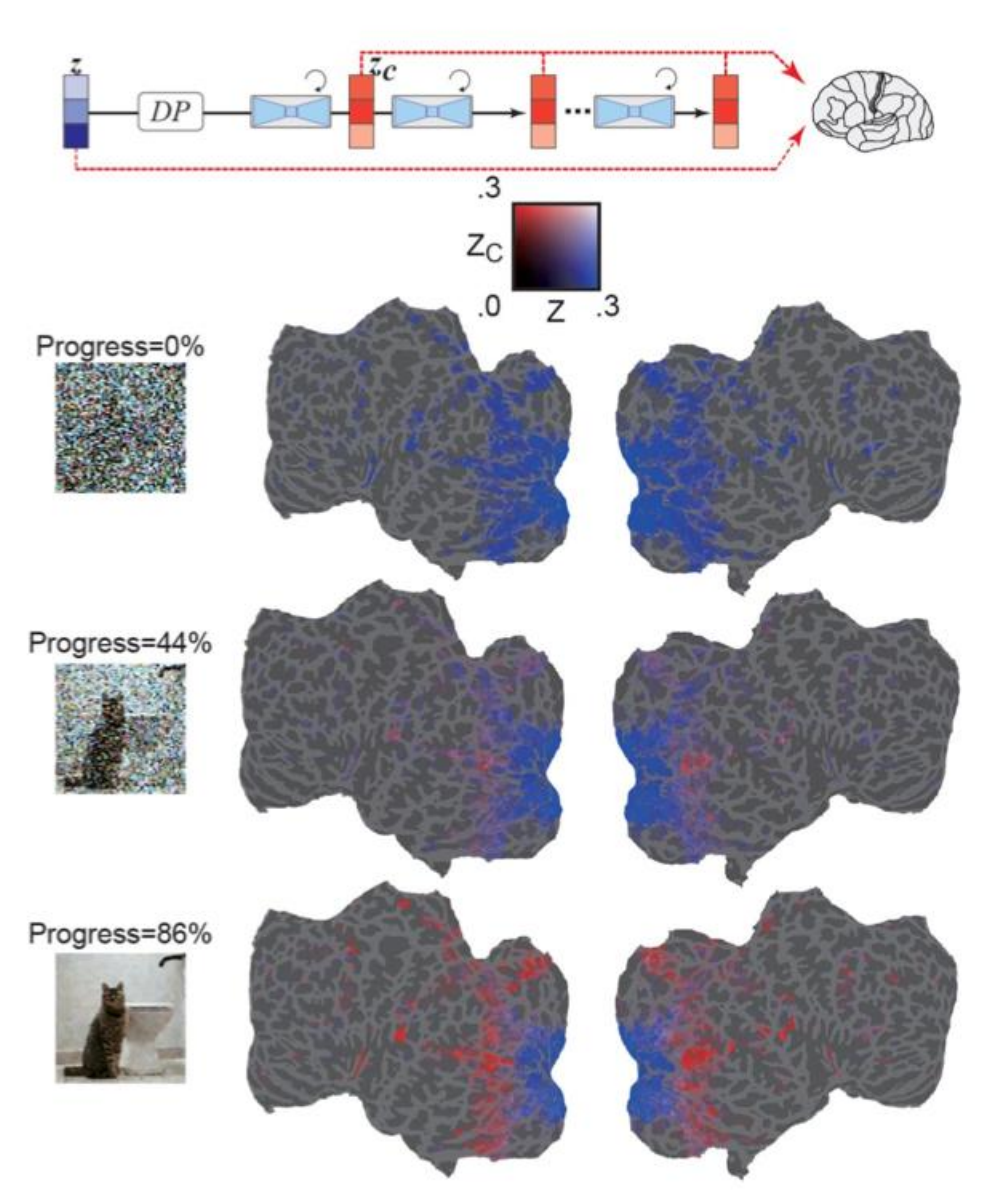 z
DP
zc
...
.3
Zc
.0 Z .3
Progress=0%
Progress=44%
Progress=86%